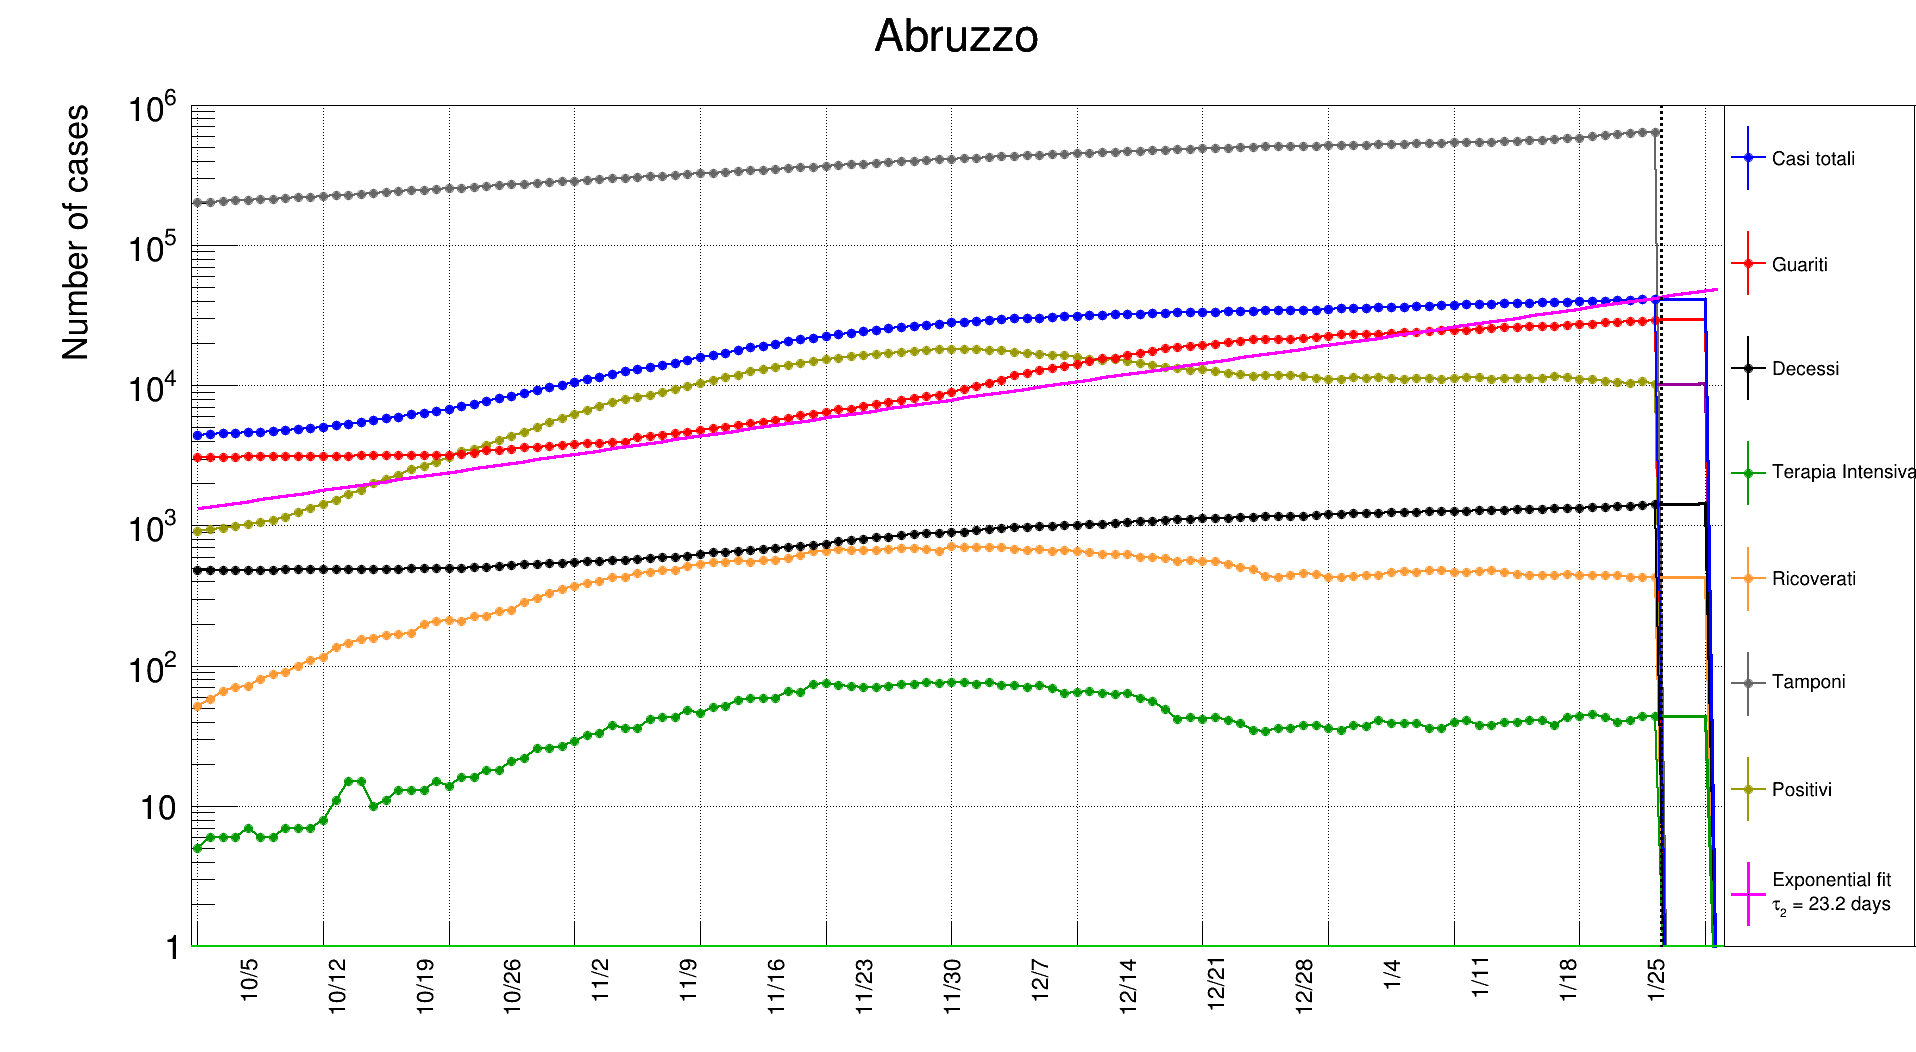 Abruzzo
Number of cases
10^6
10^5
10^4
10^3
10^2
10
1
10/5
10/12
10/19
10/26
11/2
11/9
11/16
11/23
11/30
12/7
12/14
12/21
12/28
1/4
1/11
1/18
1/25
Casi totali
Guariti
Decessi
Terapia Intensiva
Ricoverati
Tamponi
Positivi
Exponential fit
τ₂ = 23.2 days